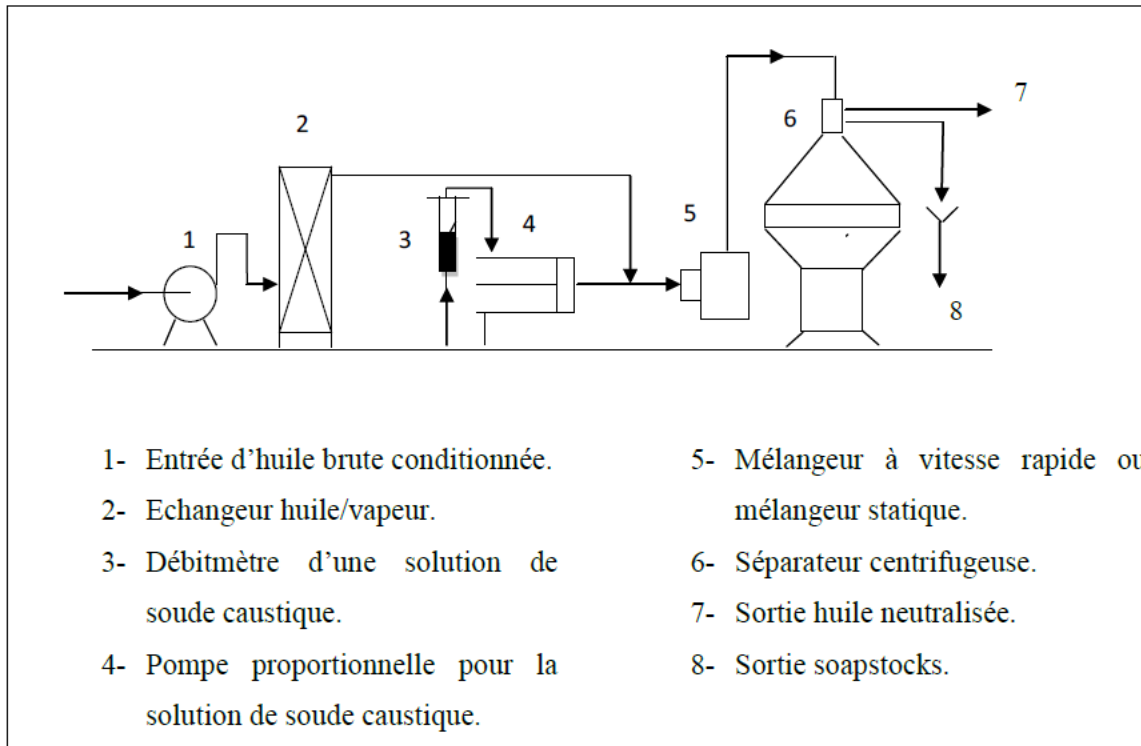 2
7
6
5
1
3
4
8
1- Entrée d’huile brute conditionnée.
2- Echangeur huile/vapeur.
3- Débitmètre d’une solution de
soude caustique.
4- Pompe proportionnelle pour la
solution de soude caustique.
5- Mélangeur à vitesse rapide ou
mélangeur statique.
6- Séparateur centrifugeuse.
7- Sortie huile neutralisée.
8- Sortie soapstocks.